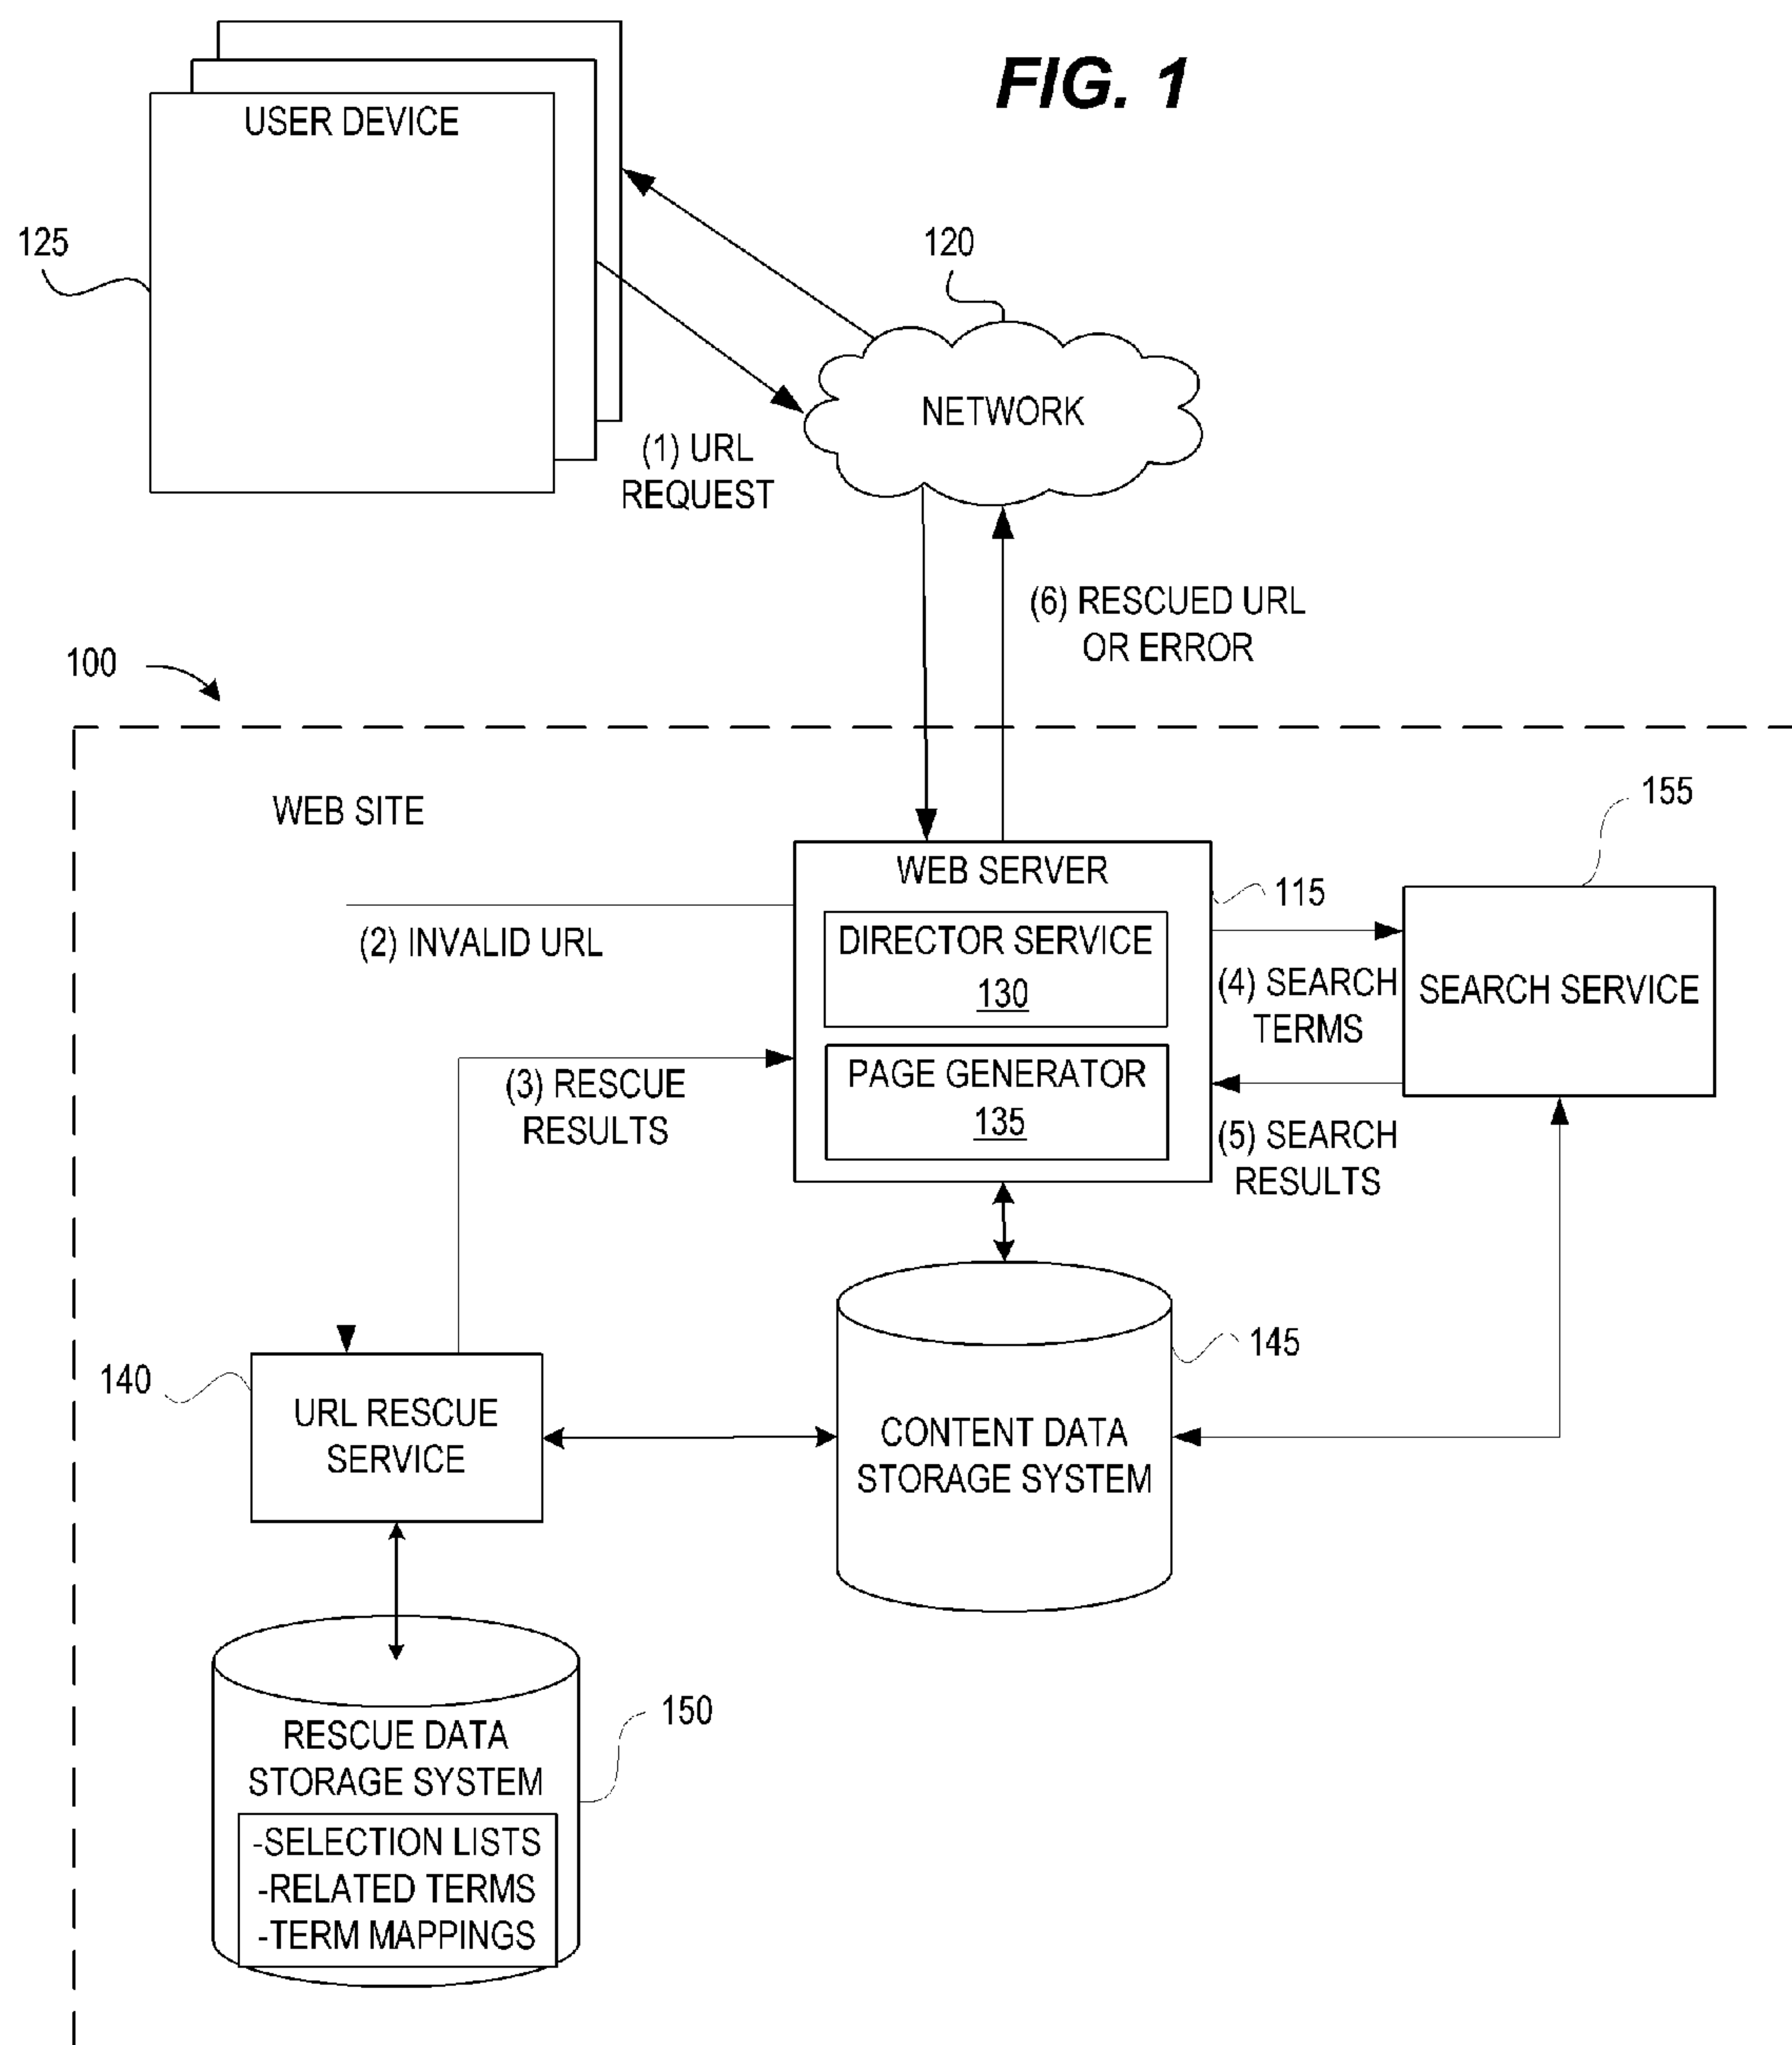 FIG. 1
USER DEVICE
125
120
NETWORK
(1) URL
REQUEST
(6) RESCUED URL
OR ERROR
100
WEB SITE
155
WEB SERVER
115
(2) INVALID URL
DIRECTOR SERVICE
130
(4) SEARCH
TERMS
SEARCH SERVICE
(3) RESCUE
RESULTS
PAGE GENERATOR
135
(5) SEARCH
RESULTS
145
140
URL RESCUE
SERVICE
CONTENT DATA
STORAGE SYSTEM
150
RESCUE DATA
STORAGE SYSTEM
-SELECTION LISTS
-RELATED TERMS
-TERM MAPPINGS